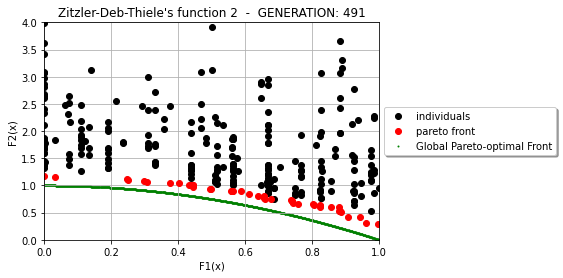 Zitzler-Deb-Thiele's function 2 - GENERATION: 491
4.0
3.5
3.0
2.5
2.0
1.5
1.0
0.5
0.0
F2(x)
0.0 0.2 0.4 0.6 0.8 1.0
F1(x)
individuals
pareto front
Global Pareto-optimal Front